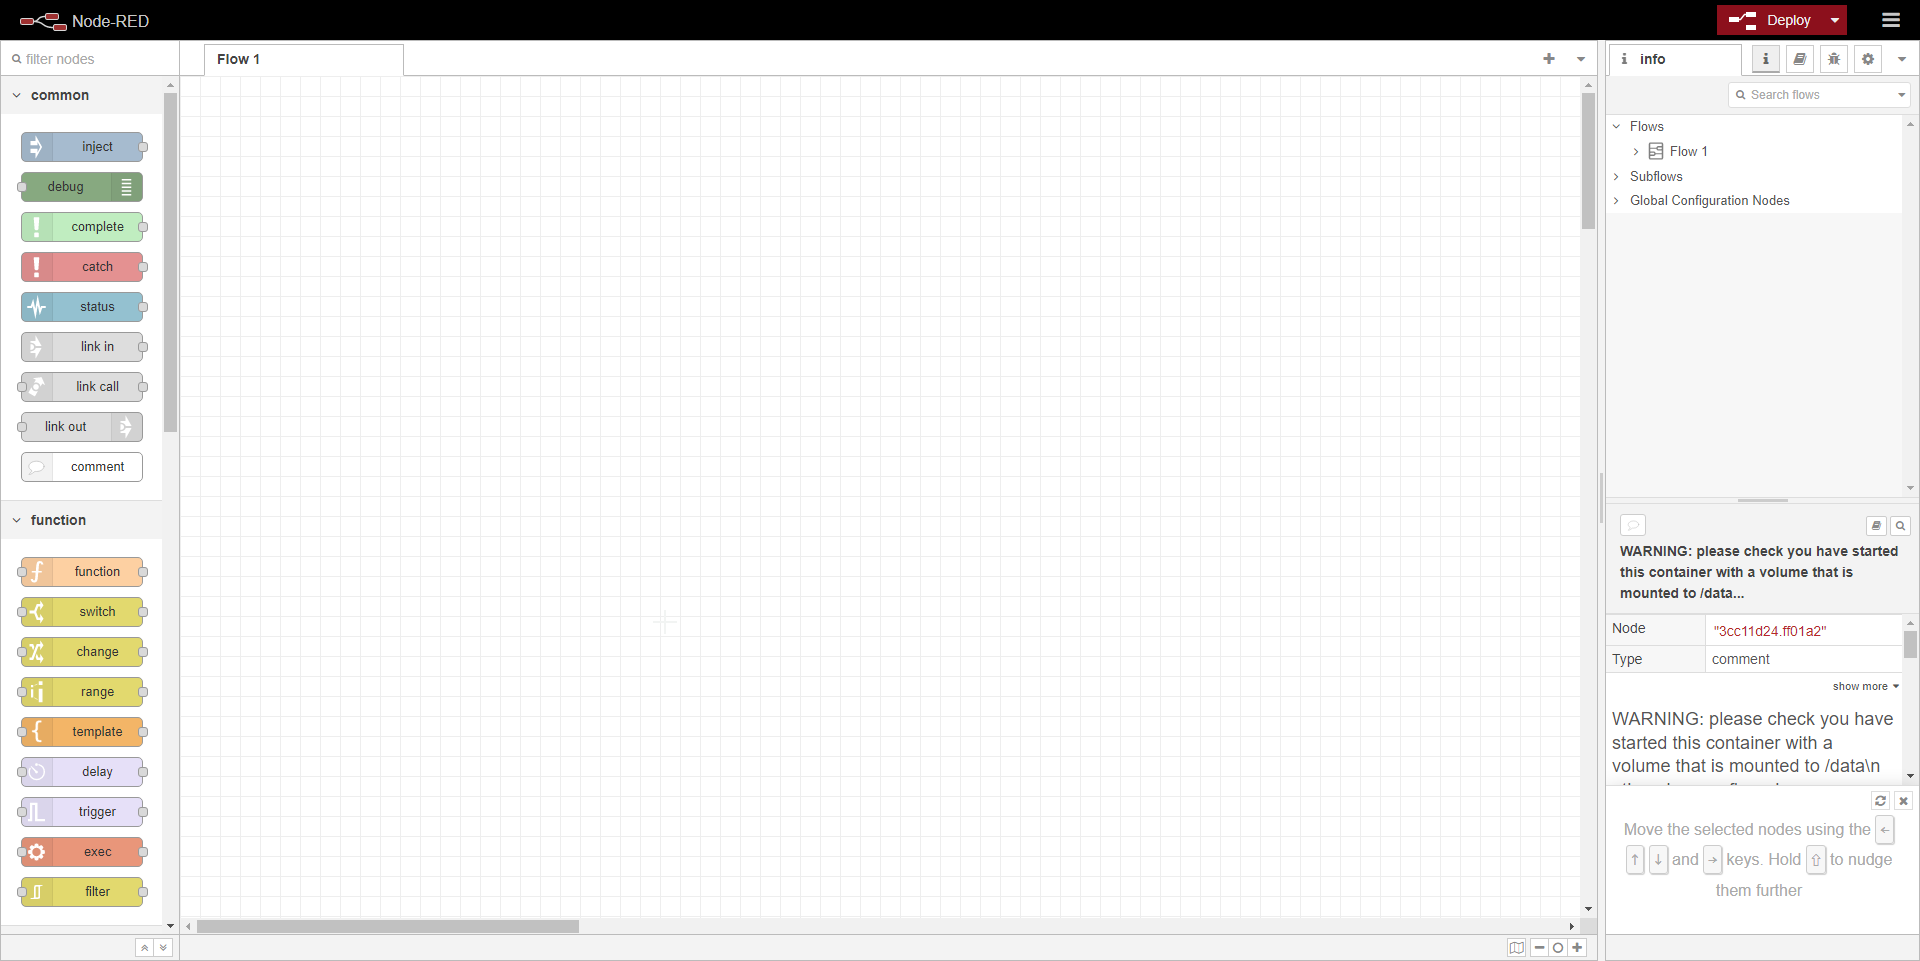 Node-RED
Deploy
filter nodes
Flow 1
info
Search flows
common
inject
debug
complete
catch
status
link in
link call
link out
comment
function
function
switch
change
range
template
delay
trigger
exec
filter
Flows
Flow 1
Subflows
Global Configuration Nodes
WARNING: please check you have started
this container with a volume that is
mounted to /data...
Node "3cc11d24.ff01a2"
Type comment
show more
WARNING: please check you have
started this container with a
volume that is mounted to /data\n
Move the selected nodes using the ←
↑ ↓ and → keys. Hold ⇧ to nudge
them further